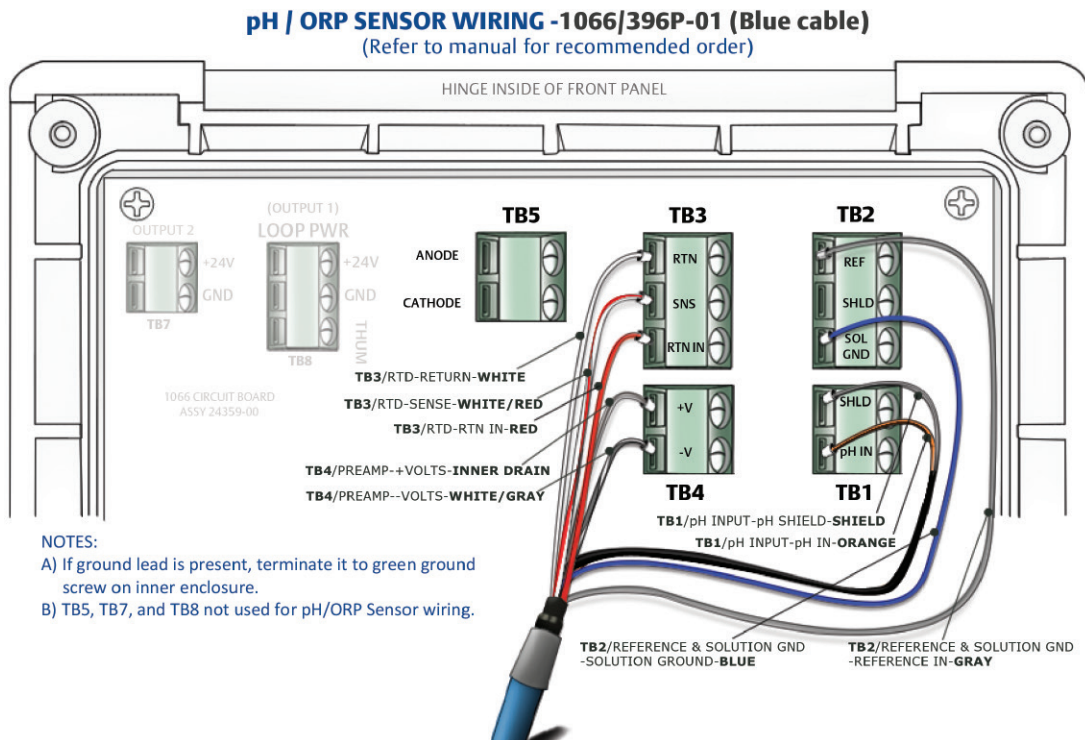 pH / ORP SENSOR WIRING -1066/396P-01 (Blue cable)
(Refer to manual for recommended order)
HINGE INSIDE OF FRONT PANEL
OUTPUT 2
+24V
GND
TB7
(OUTPUT 1)
LOOP PWR
+24V
GND
THUM
TB8
1066 CIRCUIT BOARD
ASSY 24359-00
TB5
ANODE
CATHODE
TB3
RTN
SNS
RTN IN
TB2
REF
SHLD
SOL
GND
+V
-V
TB4
SHLD
pH IN
TB1
TB3/RTD-RETURN-WHITE
TB3/RTD-SENSE-WHITE/RED
TB3/RTD-RTN IN-RED
TB4/PREAMP-+VOLTS-INNER DRAIN
TB4/PREAMP--VOLTS-WHITE/GRAY
TB1/pH INPUT-pH SHIELD-SHIELD
TB1/pH INPUT-pH IN-ORANGE
NOTES:
A) If ground lead is present, terminate it to green ground
screw on inner enclosure.
B) TB5, TB7, and TB8 not used for pH/ORP Sensor wiring.
TB2/REFERENCE & SOLUTION GND
-SOLUTION GROUND-BLUE
TB2/REFERENCE & SOLUTION GND
-REFERENCE IN-GRAY